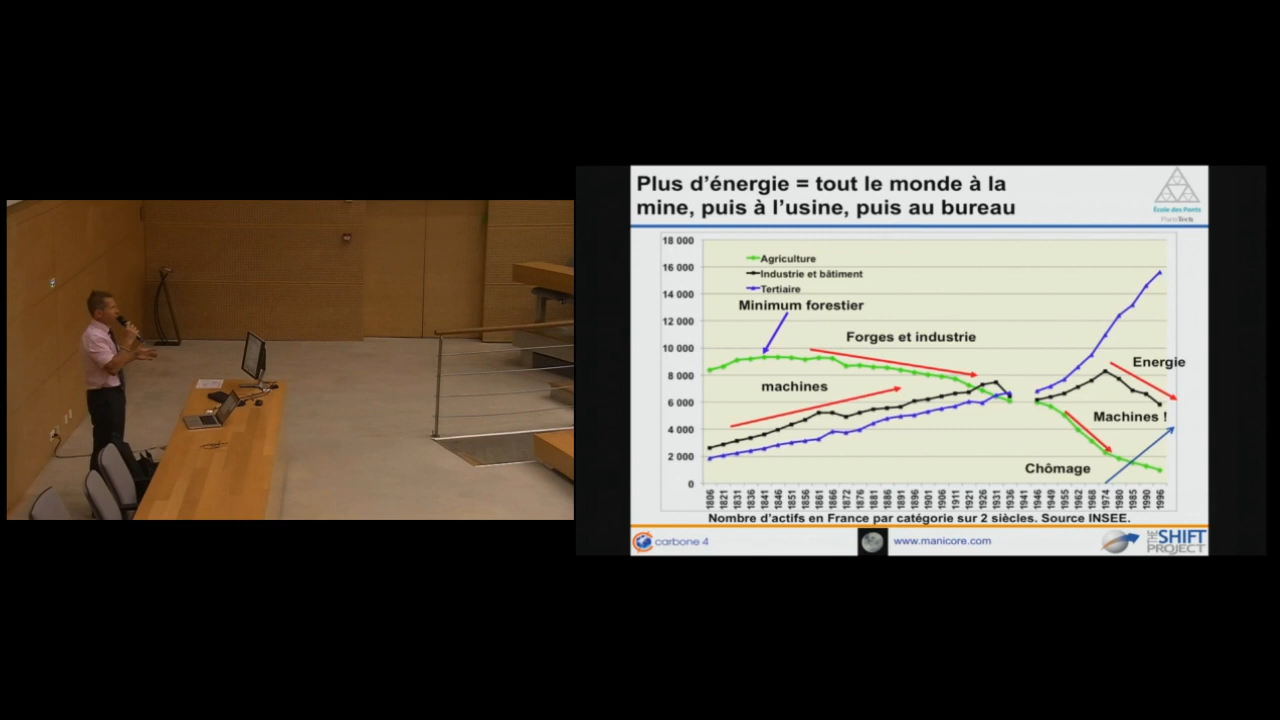 Plus d'énergie = tout le monde à la
mine, puis à l'usine, puis au bureau
École des Ponts
ParisTech
18 000
16 000
14 000
12 000
10 000
8 000
6 000
4 000
2 000
0
Agriculture
Industrie et bâtiment
Tertiaire
Minimum forestier
Forges et industrie
machines
Energie
Machines !
Chômage
1806
1821
1831
1836
1841
1846
1851
1856
1861
1866
1872
1876
1881
1886
1891
1896
1901
1906
1911
1921
1926
1931
1936
1941
1946
1949
1955
1962
1968
1974
1980
1985
1990
1996
Nombre d'actifs en France par catégorie sur 2 siècles. Source INSEE.
carbone 4
www.manicore.com
THE SHIFT
PROJECT